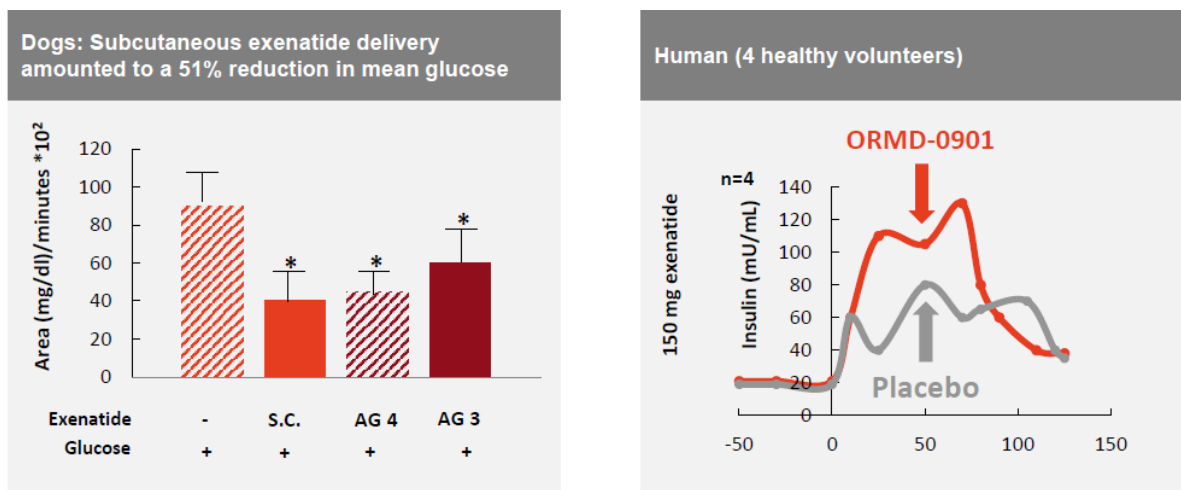 Dogs: Subcutaneous exenatide delivery
amounted to a 51% reduction in mean glucose
Area (mg/dl)/minutes *10²
120
100
80
60
40
20
0
*
*
*
Exenatide - S.C. AG 4 AG 3
Glucose + + + +
Human (4 healthy volunteers)
ORMD-0901
150 mg exenatide
n=4
Insulin (mU/mL)
140
120
100
80
60
40
20
0
Placebo
-50 0 50 100 150